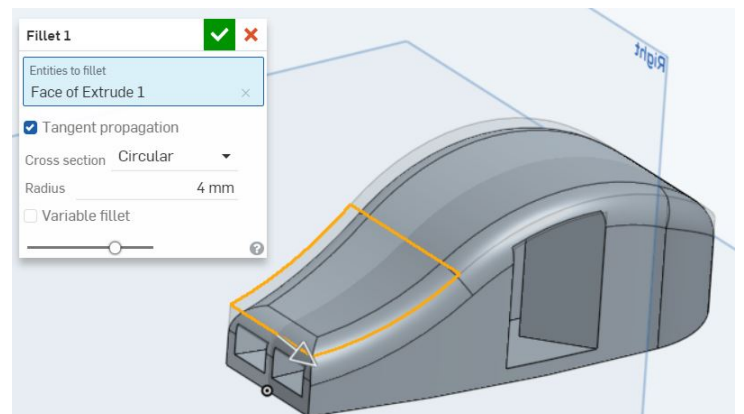 Fillet 1
Entities to fillet
Face of Extrude 1
Tangent propagation
Cross section Circular
Radius 4 mm
Variable fillet
Right